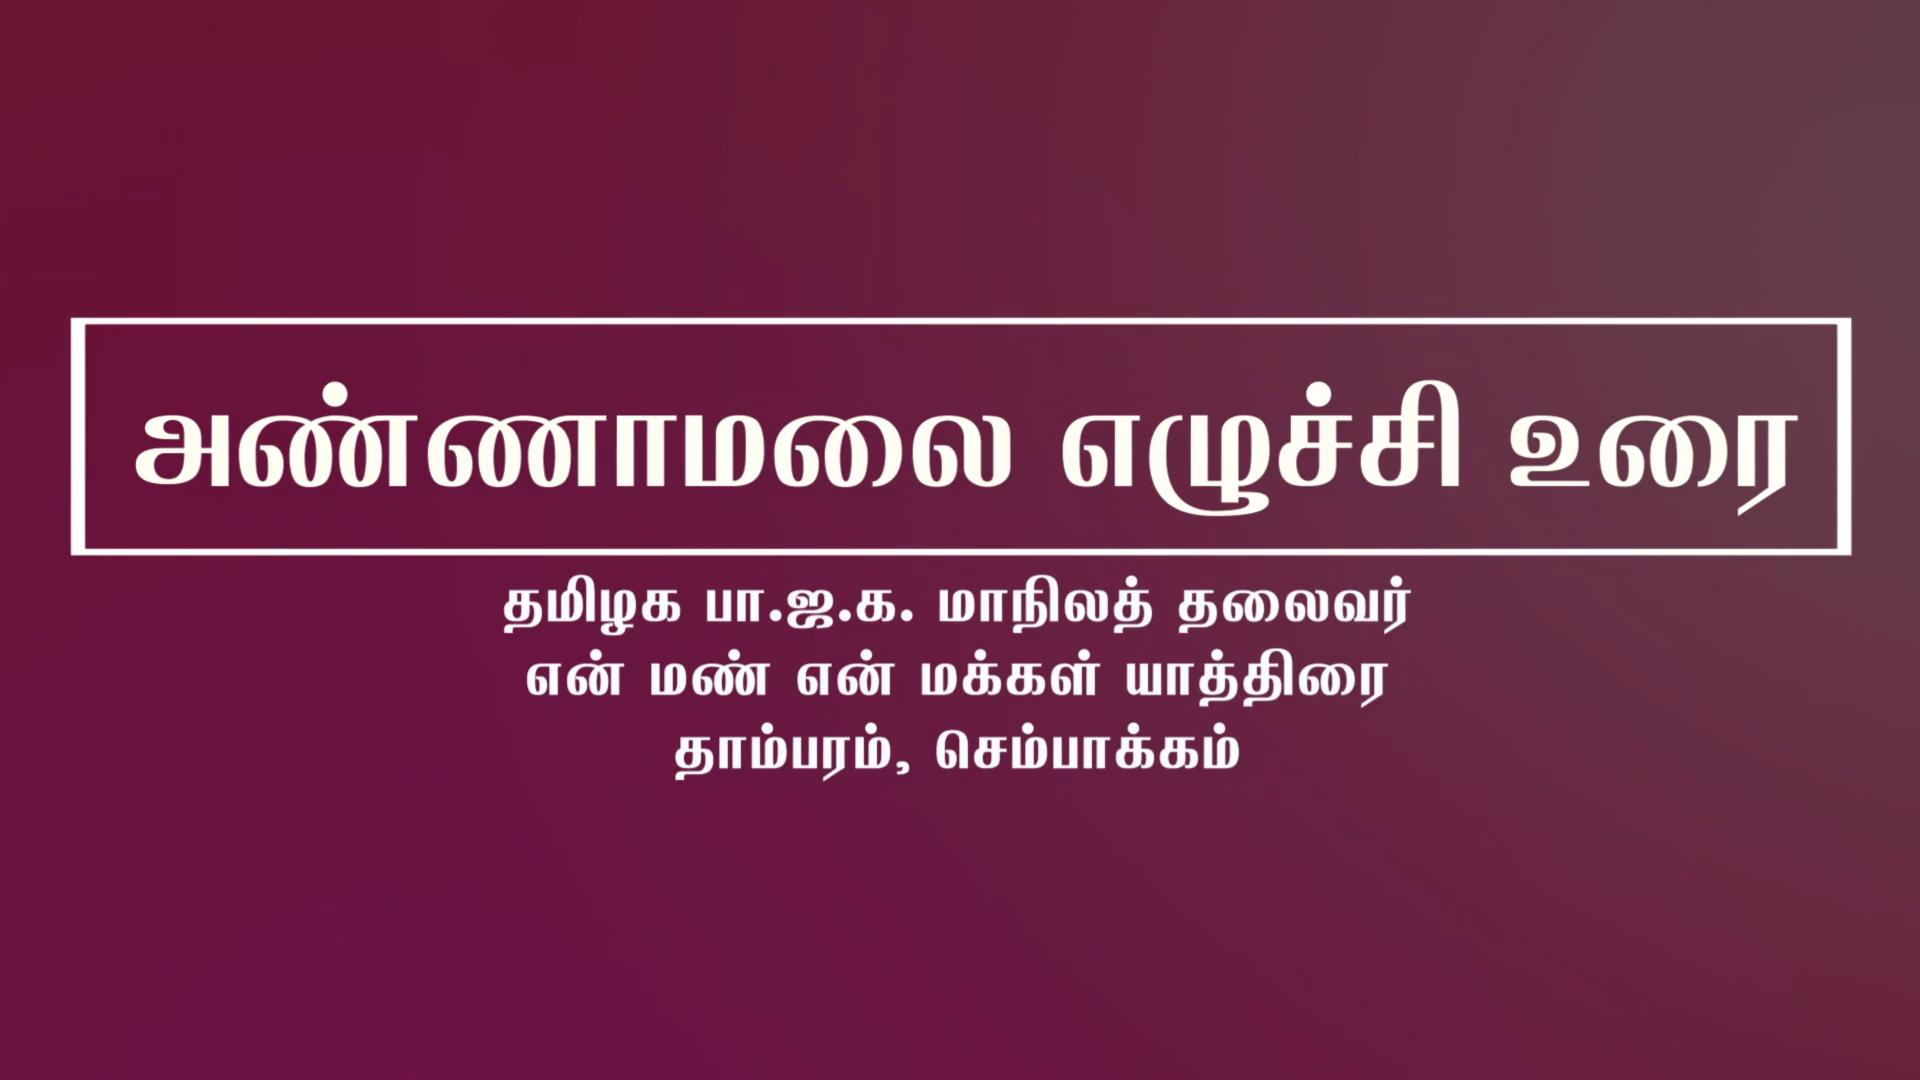 அண்ணாமலை எழுச்சி உரை
தமிழக பா.ஜ.க. மாநிலத் தலைவர்
என் மண் என் மக்கள் யாத்திரை
தாம்பரம், செம்பாக்கம்